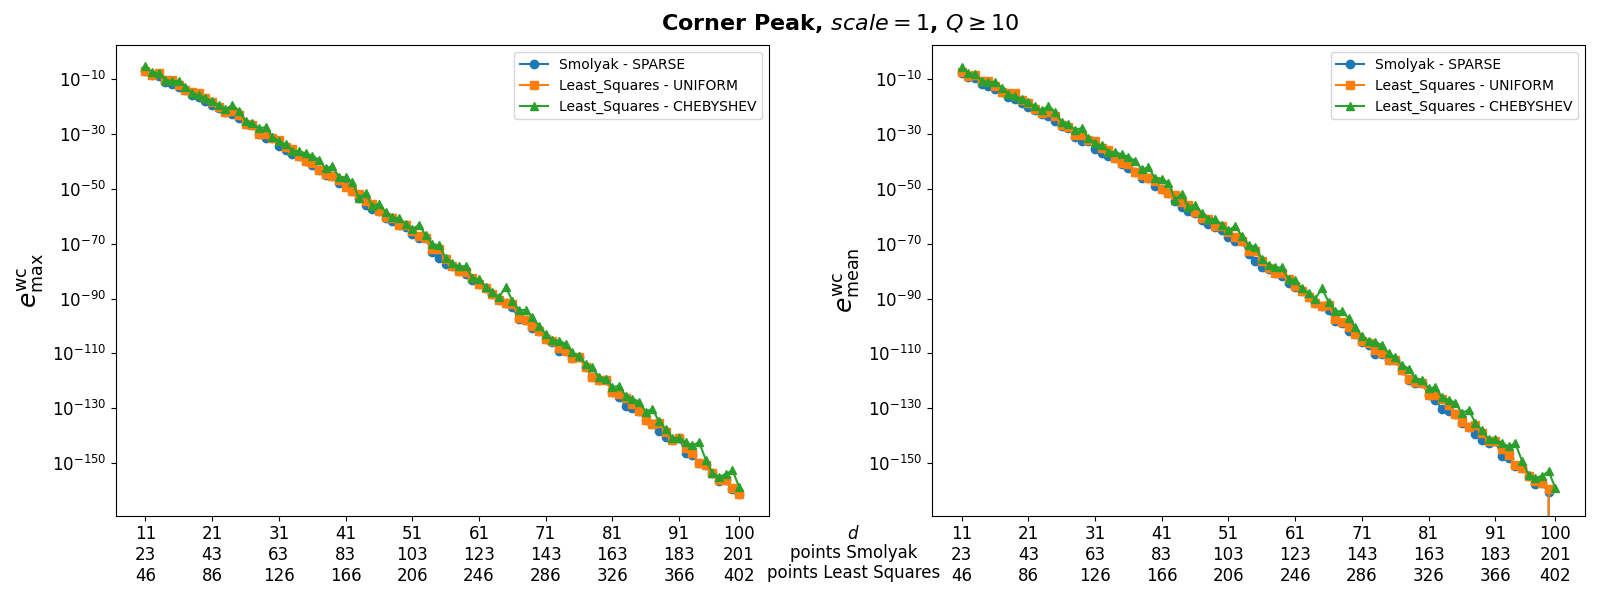 Corner Peak, scale = 1, Q ≥ 10
Smolyak - SPARSE
Least_Squares - UNIFORM
Least_Squares - CHEBYSHEV
10⁻¹⁰
10⁻³⁰
10⁻⁵⁰
10⁻⁷⁰
10⁻⁹⁰
10⁻¹¹⁰
10⁻¹³⁰
10⁻¹⁵⁰
e^wc_max
11 21 31 41 51 61 71 81 91 100
23 43 63 83 103 123 143 163 183 201
46 86 126 166 206 246 286 326 366 402
d
points Smolyak
points Least Squares
Smolyak - SPARSE
Least_Squares - UNIFORM
Least_Squares - CHEBYSHEV
10⁻¹⁰
10⁻³⁰
10⁻⁵⁰
10⁻⁷⁰
10⁻⁹⁰
10⁻¹¹⁰
10⁻¹³⁰
10⁻¹⁵⁰
e^wc_mean
11 21 31 41 51 61 71 81 91 100
23 43 63 83 103 123 143 163 183 201
46 86 126 166 206 246 286 326 366 402